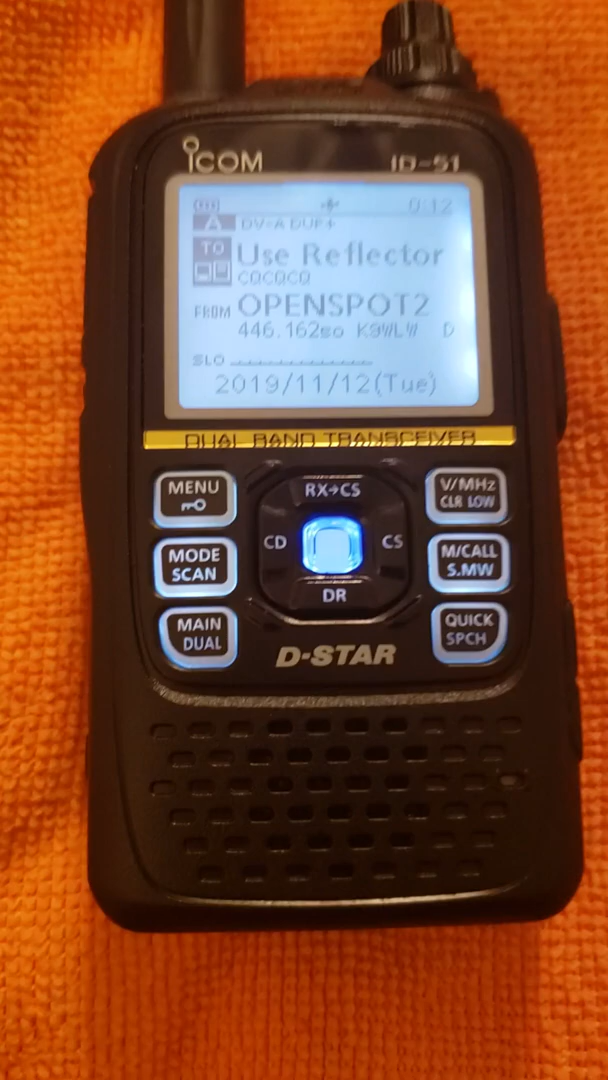 ICOM ID-51
0:12
A DV-A DUP+
TO Use Reflector
CQCQCQ
FROM OPENSPOT2
446.16250 K9WLW D
SLO
2019/11/12(Tue)
DUAL BAND TRANSCEIVER
MENU RX→CS V/MHz
CLR LOW
MODE CD CS M/CALL
SCAN S.MW
MAIN DR QUICK
DUAL SPCH
D-STAR